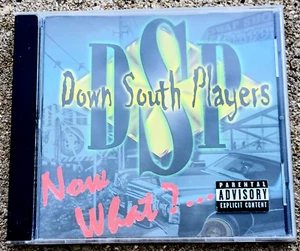 DSP
Down South Players
Now
What?...
PARENTAL
ADVISORY
EXPLICIT CONTENT